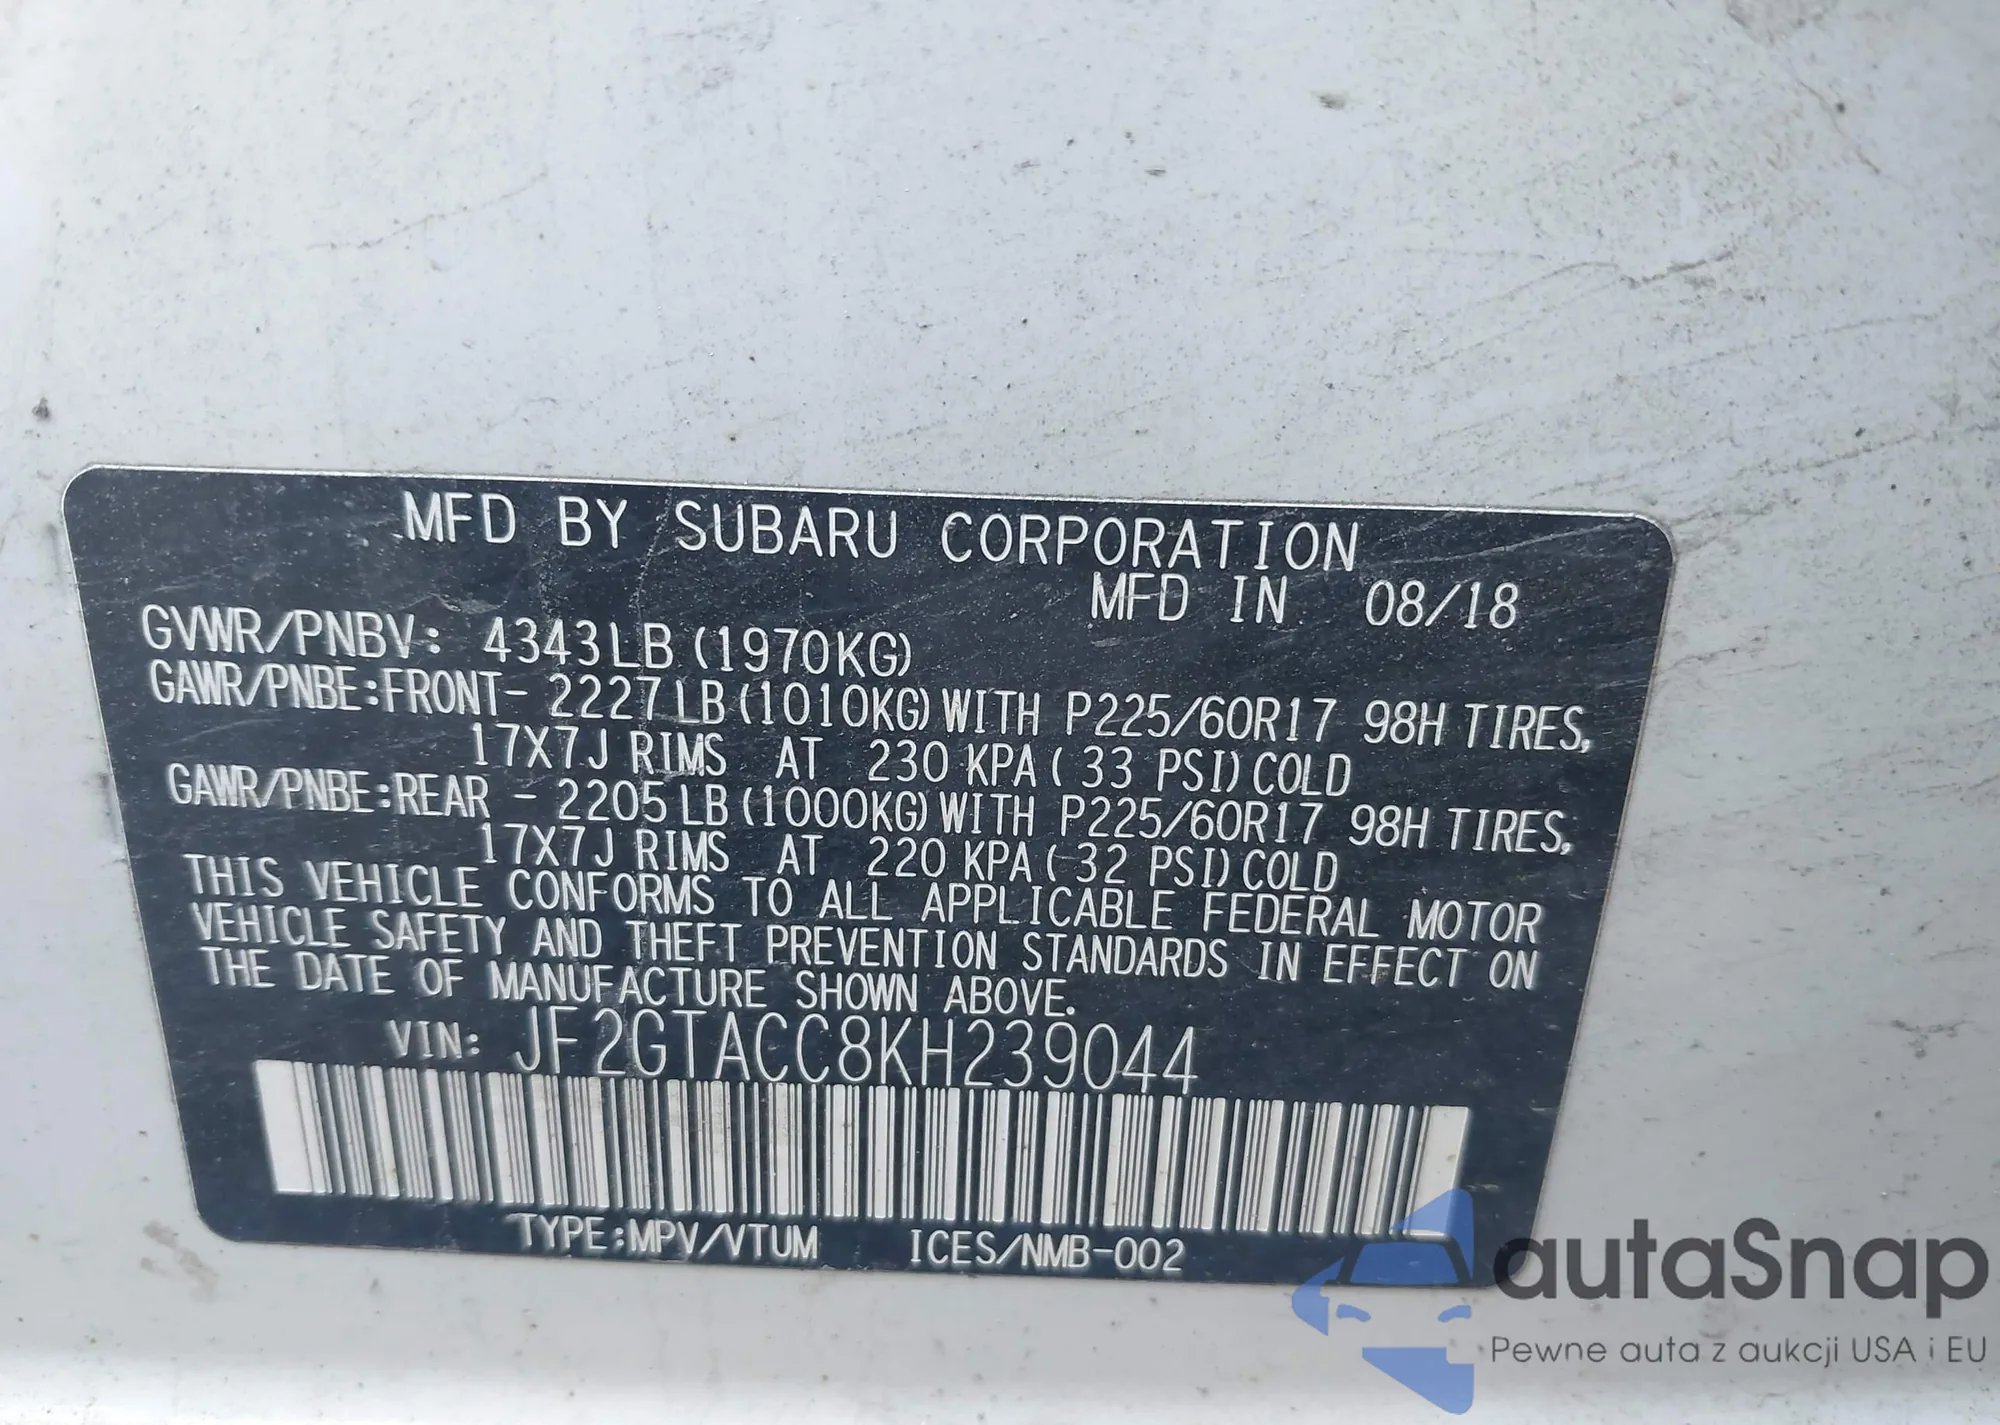 MFD BY SUBARU CORPORATION
MFD IN 08/18
GVWR/PNBV: 4343LB (1970KG)
GAWR/PNBE:FRONT- 2227LB(1010KG)WITH P225/60R17 98H TIRES,
17X7J RIMS AT 230 KPA( 33 PSI)COLD
GAWR/PNBE:REAR - 2205LB(1000KG)WITH P225/60R17 98H TIRES,
17X7J RIMS AT 220 KPA( 32 PSI)COLD
THIS VEHICLE CONFORMS TO ALL APPLICABLE FEDERAL MOTOR
VEHICLE SAFETY AND THEFT PREVENTION STANDARDS IN EFFECT ON
THE DATE OF MANUFACTURE SHOWN ABOVE.
VIN: JF2GTACC8KH239044
TYPE:MPV/VTUM ICES/NMB-002
autaSnap
Pewne auta z aukcji USA i EU